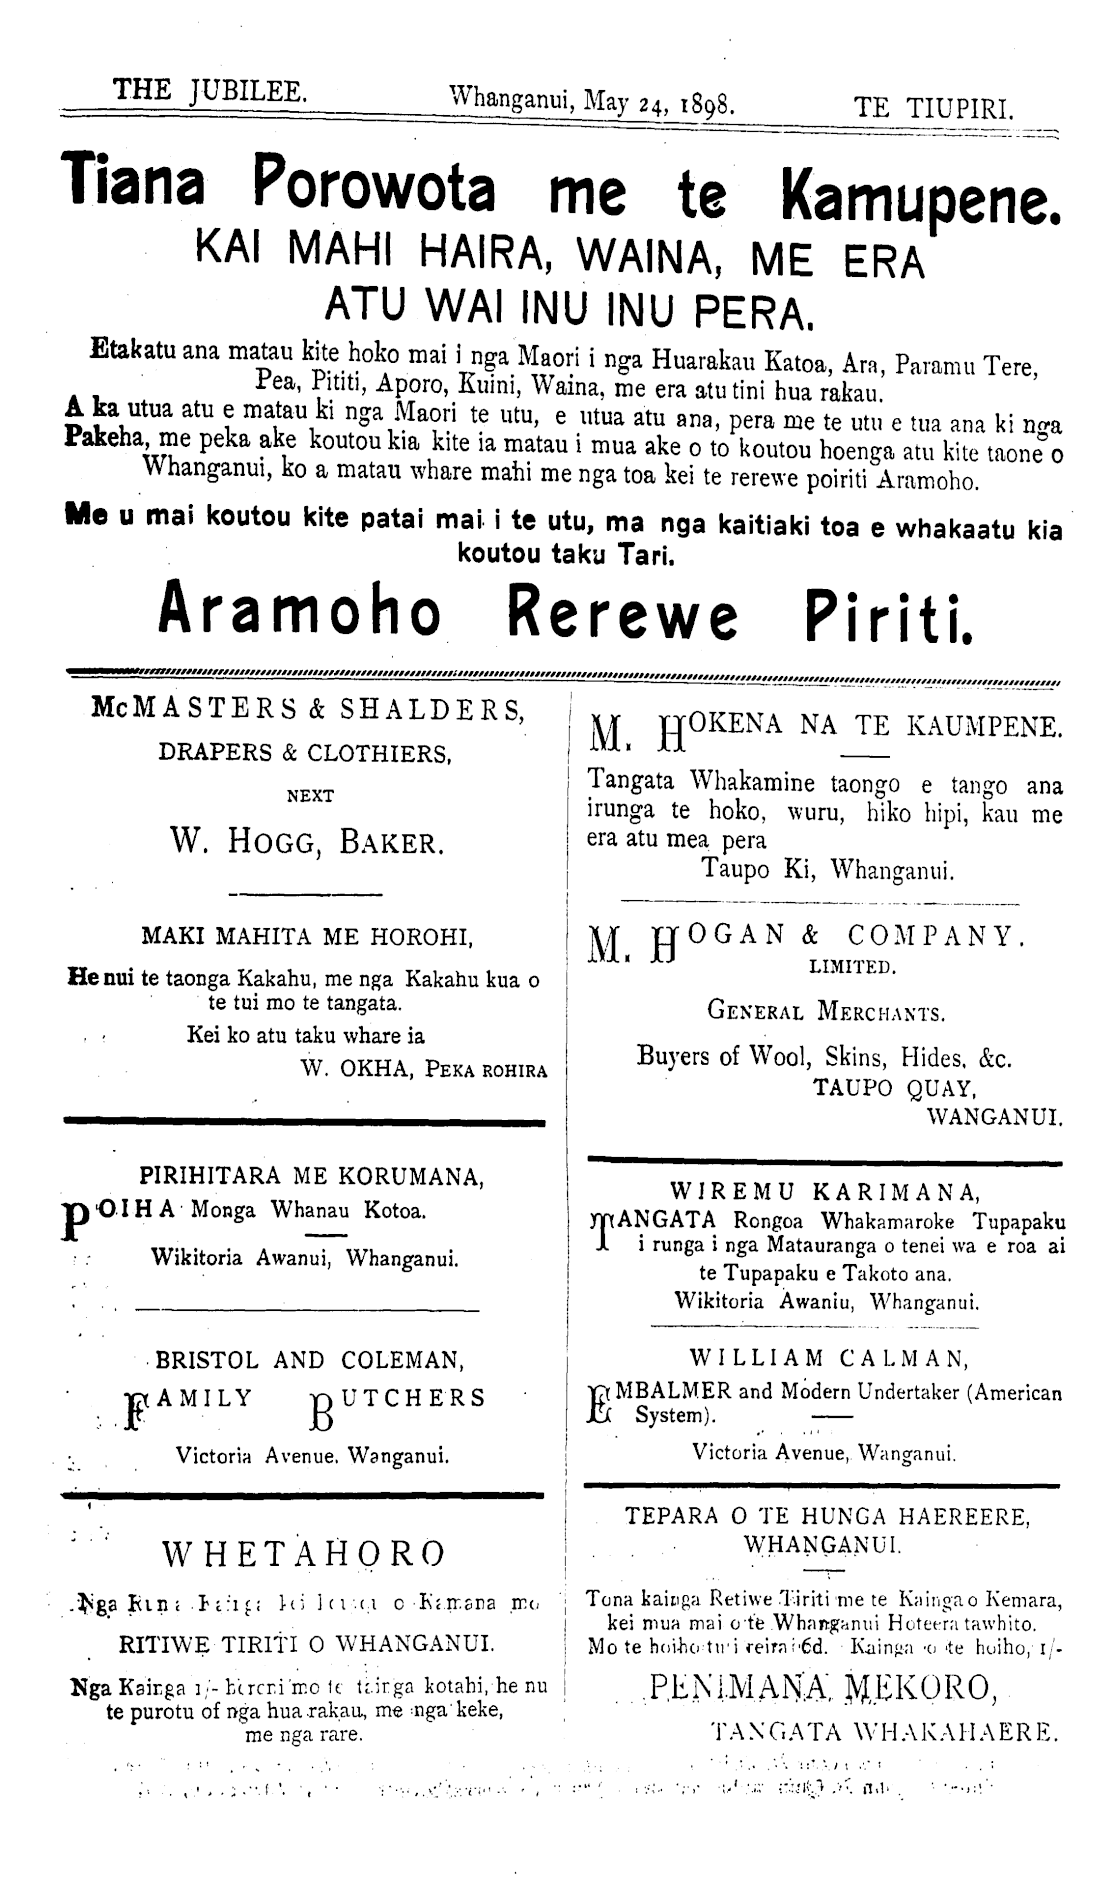 THE JUBILEE. Whanganui, May 24, 1898. TE TIUPIRI.
Tiana Porowota me te Kamupene.
KAI MAHI HAIRA, WAINA, ME ERA
ATU WAI INU INU PERA.
Etakatu ana matau kite hoko mai i nga Maori i nga Huarakau Katoa, Ara, Paramu Tere,
Pea, Pititi, Aporo, Kuini, Waina, me era atu tini hua rakau.
A ka utua atu e matau ki nga Maori te utu, e utua atu ana, pera me te utu e tua ana ki nga
Pakeha, me peka ake koutou kia kite ia matau i mua ake o to koutou hoenga atu kite taone o
Whanganui, ko a matau whare mahi me nga toa kei te rerewe poiriti Aramoho.
Me u mai koutou kite patai mai i te utu, ma nga kaitiaki toa e whakaatu kia
koutou taku Tari.
Aramoho Rerewe Piriti.
McMASTERS & SHALDERS,
DRAPERS & CLOTHIERS,
NEXT
W. HOGG, BAKER.
MAKI MAHITA ME HOROHI,
He nui te taonga Kakahu, me nga Kakahu kua o
te tui mo te tangata.
Kei ko atu taku whare ia
W. OKHA, PEKA ROHIRA
PIRIHITARA ME KORUMANA,
POIHA Monga Whanau Kotoa.
Wikitoria Awanui, Whanganui.
BRISTOL AND COLEMAN,
FAMILY BUTCHERS
Victoria Avenue, Wanganui.
WHETAHORO
Nga o Kamana mo
RITIWE TIRITI O WHANGANUI.
Nga Kainga 1/- hereni mo te tainga kotahi, he nu
te purotu of nga hua rakau, me nga keke,
me nga rare.
M. HOKENA NA TE KAUMPENE.
Tangata Whakamine taongo e tango ana
irunga te hoko, wuru, hiko hipi, kau me
era atu mea pera
Taupo Ki, Whanganui.
M. HOGAN & COMPANY.
LIMITED.
GENERAL MERCHANTS.
Buyers of Wool, Skins, Hides, &c.
TAUPO QUAY,
WANGANUI.
WIREMU KARIMANA,
TANGATA Rongoa Whakamaroke Tupapaku
i runga i nga Matauranga o tenei wa e roa ai
te Tupapaku e Takoto ana.
Wikitoria Awaniu, Whanganui.
WILLIAM CALMAN,
EMBALMER and Modern Undertaker (American
System).
Victoria Avenue, Wanganui.
TEPARA O TE HUNGA HAEREERE,
WHANGANUI.
Tona kainga Retiwe Tiriti me te Kainga o Kemara,
kei mua mai o te Whanganui Hoteera tawhito.
Mo te hoiho tu i reira 6d. Kainga o te hoiho, 1/-
PENIMANA MEKORO,
TANGATA WHAKAHAERE.